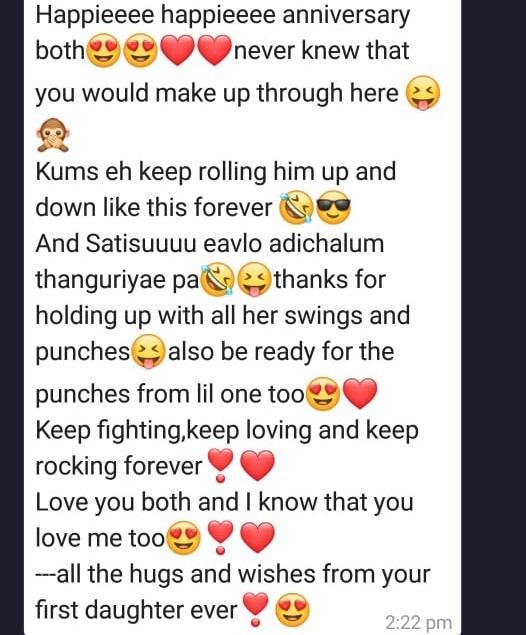 Happieeee happieeee anniversary
both😍😍❤️❤️never knew that
you would make up through here😝
🙊
Kums eh keep rolling him up and
down like this forever🤣😎
And Satisuuuu eavlo adichalum
thanguriyae pa🤣😝thanks for
holding up with all her swings and
punches😝also be ready for the
punches from lil one too😍❤️
Keep fighting,keep loving and keep
rocking forever❣️❤️
Love you both and I know that you
love me too😍❣️❤️
---all the hugs and wishes from your
first daughter ever❣️😍
2:22 pm